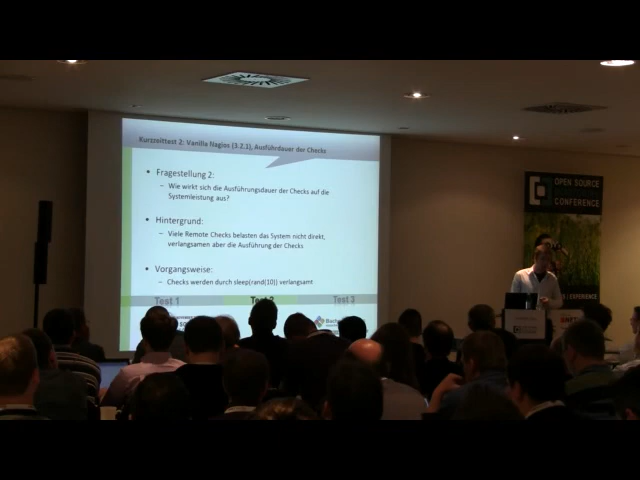 Kurzzeittest 2: Vanilla Nagios (3.2.1), Ausführdauer der Checks
• Fragestellung 2:
– Wie wirkt sich die Ausführungsdauer der Checks auf die
Systemleistung aus?
• Hintergrund:
– Viele Remote Checks belasten das System nicht direkt,
verlangsamen aber die Ausführung der Checks
• Vorgangsweise:
– Checks werden durch sleep(rand(10)) verlangsamt
Test 1
Test 2
Test 3
OPEN SOURCE
CONFERENCE
EXPERIENCE